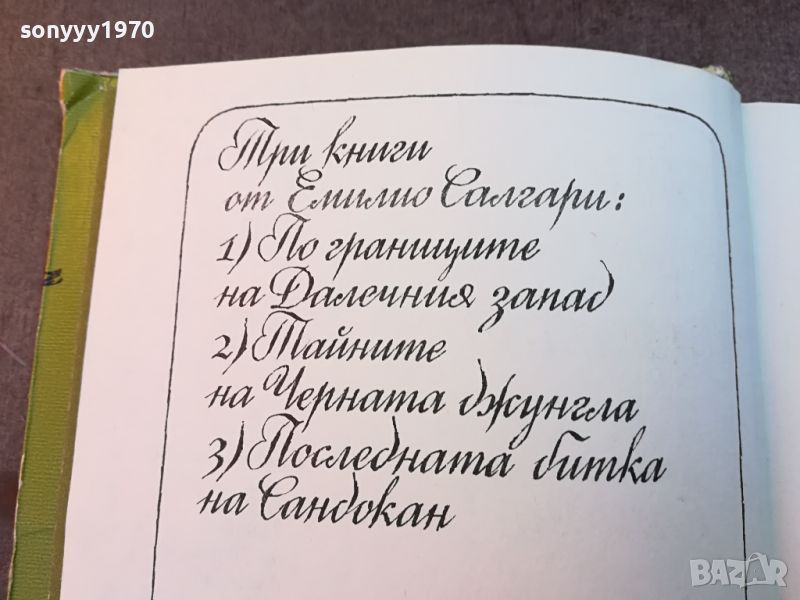 sonyyy1970
Три книги
от Емилио Салгари:
1) По границите
на Далечния запад
2) Тайните
на Черната джунгла
3) Последната битка
на Сандокан
BAZAR